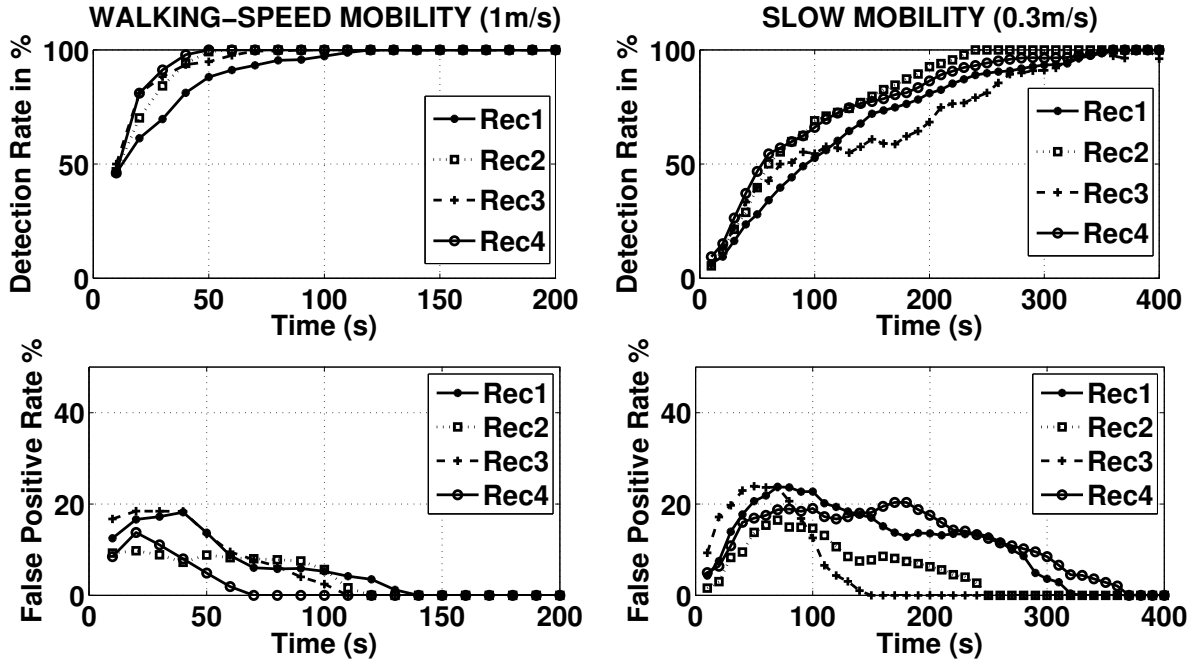 WALKING−SPEED MOBILITY (1m/s)
Detection Rate in %
100
50
0
0
50
100
150
200
Time (s)
Rec1
Rec2
Rec3
Rec4
SLOW MOBILITY (0.3m/s)
Detection Rate in %
100
50
0
0
100
200
300
400
Time (s)
Rec1
Rec2
Rec3
Rec4
False Positive Rate %
40
20
0
0
50
100
150
200
Time (s)
Rec1
Rec2
Rec3
Rec4
False Positive Rate %
40
20
0
0
100
200
300
400
Time (s)
Rec1
Rec2
Rec3
Rec4